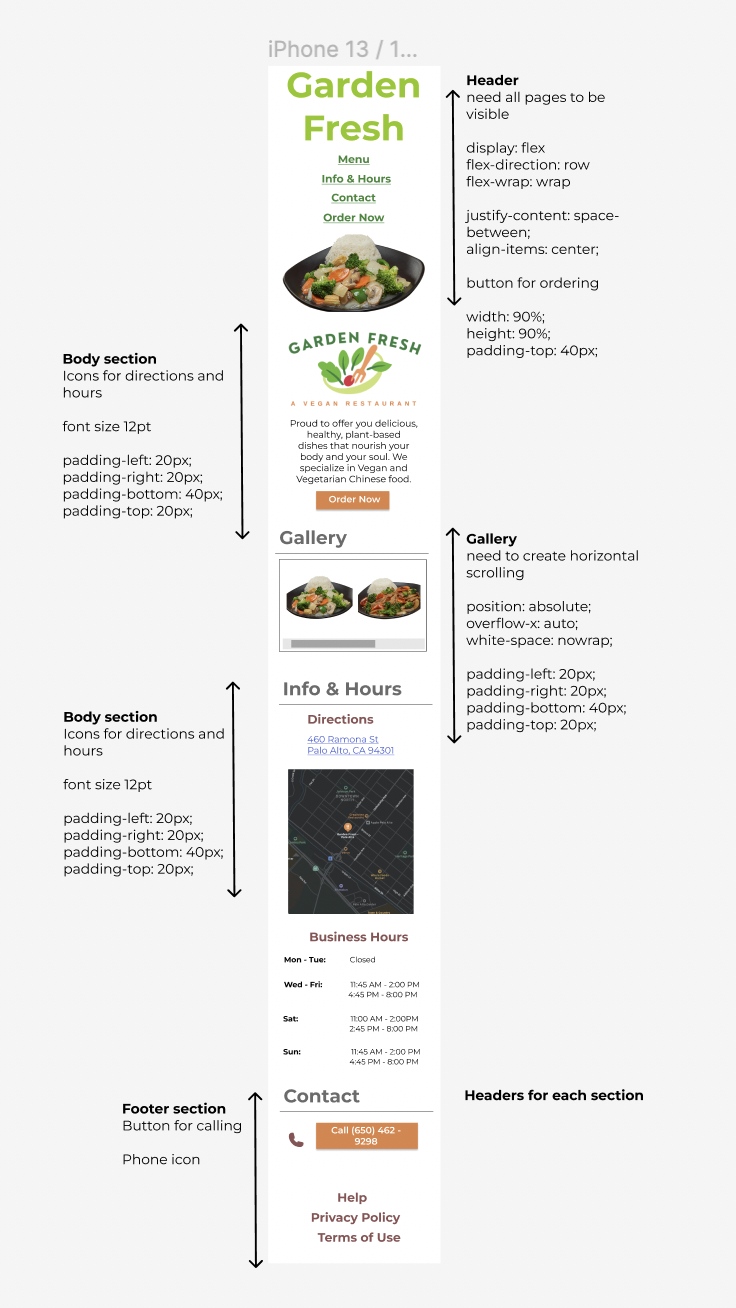 iPhone 13 / 1...
Garden
Fresh
Menu
Info & Hours
Contact
Order Now
GARDEN FRESH
A VEGAN RESTAURANT
Proud to offer you delicious,
healthy, plant-based
dishes that nourish your
body and your soul. We
specialize in Vegan and
Vegetarian Chinese food.
Order Now
Gallery
Info & Hours
Directions
460 Ramona St
Palo Alto, CA 94301
Business Hours
Mon - Tue: Closed
Wed - Fri: 11:45 AM - 2:00 PM
4:45 PM - 8:00 PM
Sat: 11:00 AM - 2:00PM
2:45 PM - 8:00 PM
Sun: 11:45 AM - 2:00 PM
4:45 PM - 8:00 PM
Contact
Call (650) 462 -
9298
Help
Privacy Policy
Terms of Use
Header
need all pages to be
visible
display: flex
flex-direction: row
flex-wrap: wrap
justify-content: space-
between;
align-items: center;
button for ordering
width: 90%;
height: 90%;
padding-top: 40px;
Body section
Icons for directions and
hours
font size 12pt
padding-left: 20px;
padding-right: 20px;
padding-bottom: 40px;
padding-top: 20px;
Gallery
need to create horizontal
scrolling
position: absolute;
overflow-x: auto;
white-space: nowrap;
padding-left: 20px;
padding-right: 20px;
padding-bottom: 40px;
padding-top: 20px;
Body section
Icons for directions and
hours
font size 12pt
padding-left: 20px;
padding-right: 20px;
padding-bottom: 40px;
padding-top: 20px;
Headers for each section
Footer section
Button for calling
Phone icon